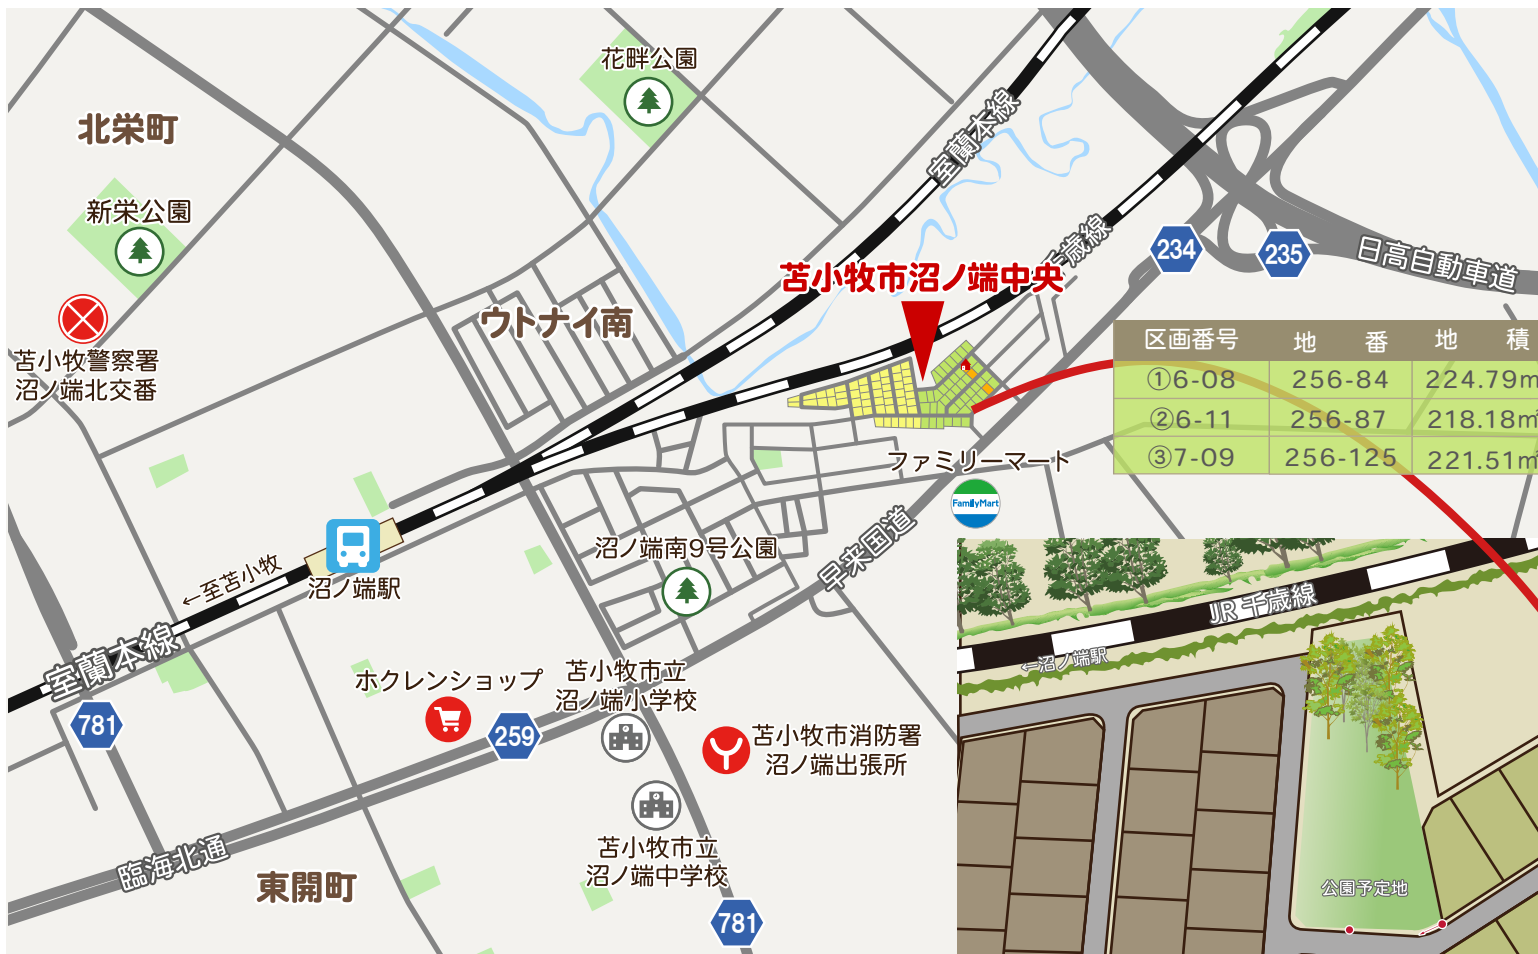 花畔公園
北栄町
室蘭本線
新栄公園
千歳線
234
235
日高自動車道
苫小牧市沼ノ端中央
ウトナイ南
苫小牧警察署
沼ノ端北交番
区画番号 地番 地積
①6-08 256-84 224.79m
②6-11 256-87 218.18㎡
③7-09 256-125 221.51㎡
ファミリーマート
FamilyMart
早来国道
沼ノ端南9号公園
←至苫小牧
沼ノ端駅
室蘭本線
JR 千歳線
←沼ノ端駅
ホクレンショップ
苫小牧市立
沼ノ端小学校
781
259
苫小牧市消防署
沼ノ端出張所
苫小牧市立
沼ノ端中学校
臨海北通
東開町
公園予定地
781